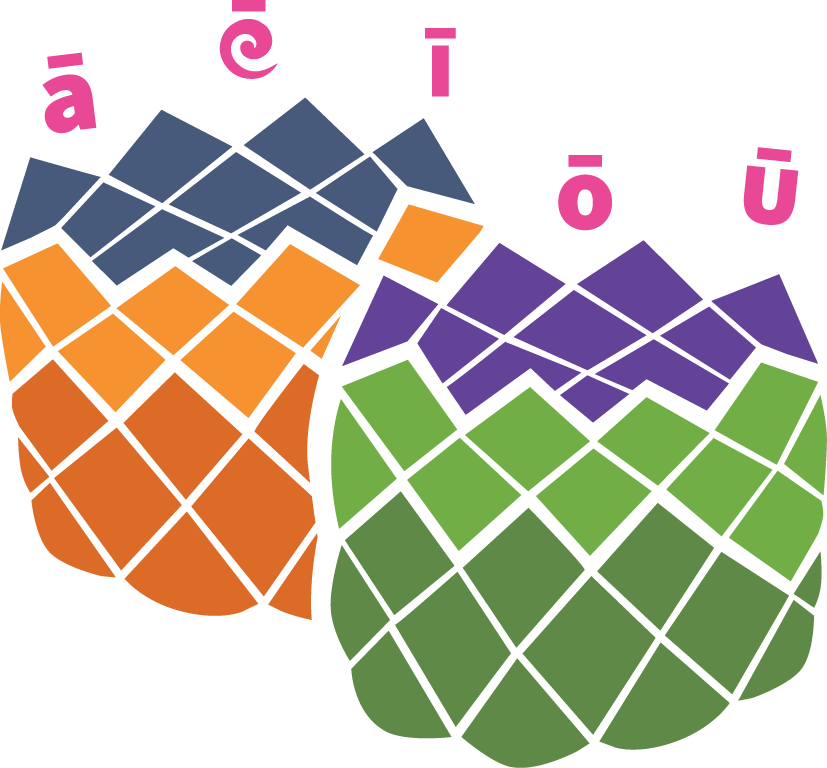 ā ē ī
ō ū